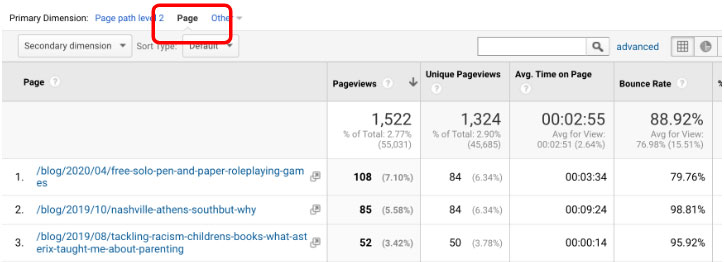 Primary Dimension: Page path level 2 Page Other
Secondary dimension Sort Type: Default advanced
Page Pageviews Unique Pageviews Avg. Time on Page Bounce Rate %
1,522 1,324 00:02:55 88.92%
% of Total: 2.77% % of Total: 2.90% Avg for View: Avg for View:
(55,031) (45,685) 00:02:51 (2.64%) 76.98% (15.51%)
1. /blog/2020/04/free-solo-pen-and-paper-roleplaying-gam 108 (7.10%) 84 (6.34%) 00:03:34 79.76%
es
2. /blog/2019/10/nashville-athens-southbut-why 85 (5.58%) 84 (6.34%) 00:09:24 98.81%
3. /blog/2019/08/tackling-racism-childrens-books-what-ast 52 (3.42%) 50 (3.78%) 00:00:14 95.92%
erix-taught-me-about-parenting